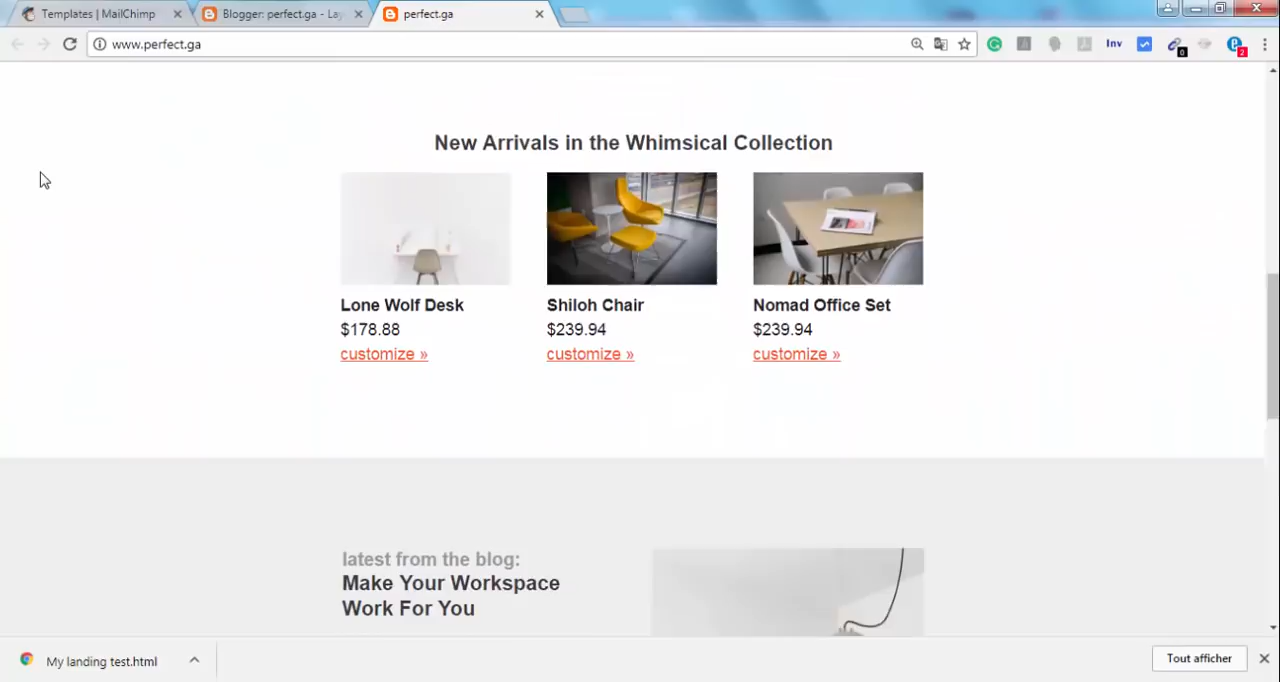 Templates | MailChimp
Blogger: perfect.ga - La
perfect.ga
www.perfect.ga
Inv
0
2
New Arrivals in the Whimsical Collection
Lone Wolf Desk
$178.88
customize »
Shiloh Chair
$239.94
customize »
Nomad Office Set
$239.94
customize »
latest from the blog:
Make Your Workspace
Work For You
My landing test.html
Tout afficher